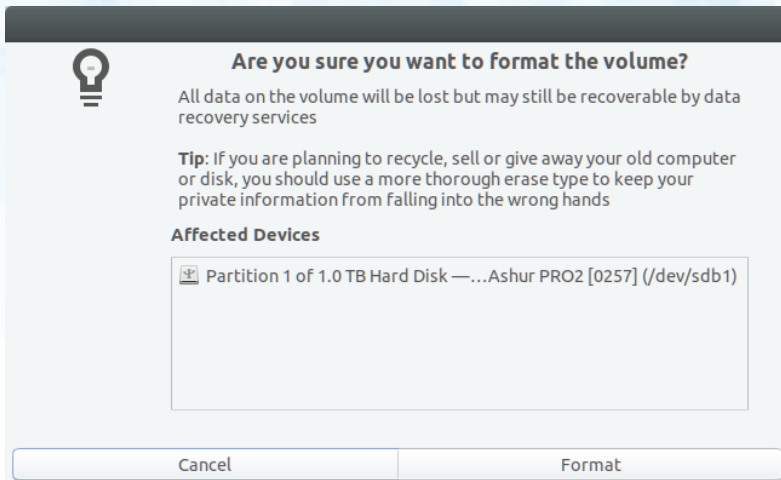 Are you sure you want to format the volume?
All data on the volume will be lost but may still be recoverable by data
recovery services
Tip: If you are planning to recycle, sell or give away your old computer
or disk, you should use a more thorough erase type to keep your
private information from falling into the wrong hands
Affected Devices
Partition 1 of 1.0 TB Hard Disk —…Ashur PRO2 [0257] (/dev/sdb1)
Cancel Format